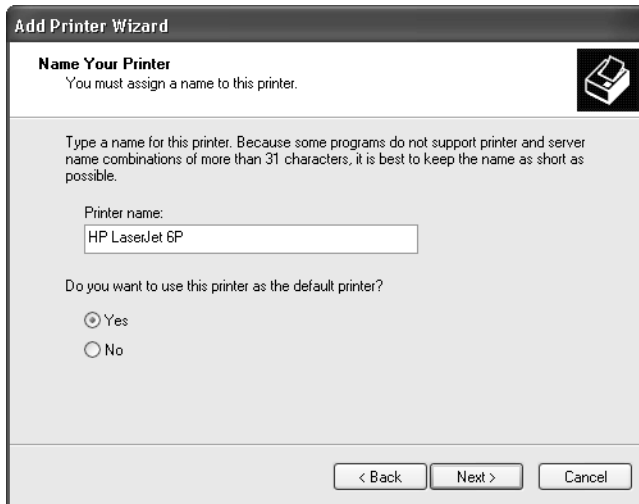 Add Printer Wizard
Name Your Printer
You must assign a name to this printer.
Type a name for this printer. Because some programs do not support printer and server
name combinations of more than 31 characters, it is best to keep the name as short as
possible.
Printer name:
HP LaserJet 6P
Do you want to use this printer as the default printer?
Yes
No
< Back Next > Cancel